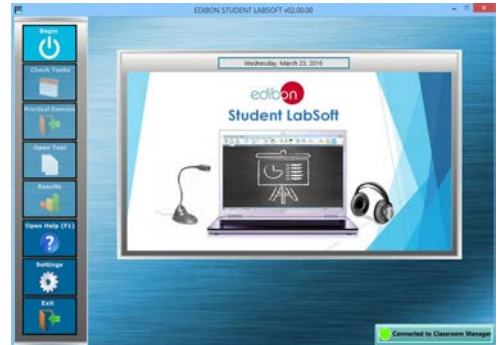 EDIBON STUDENT LABSOFT v02.00.00
Begin
Check Tasks
Practical Exercise
Open Test
Results
Open Help (F1)
Settings
Exit
Wednesday, March 23, 2016
edibon
Student LabSoft
Connected to Classroom Manager